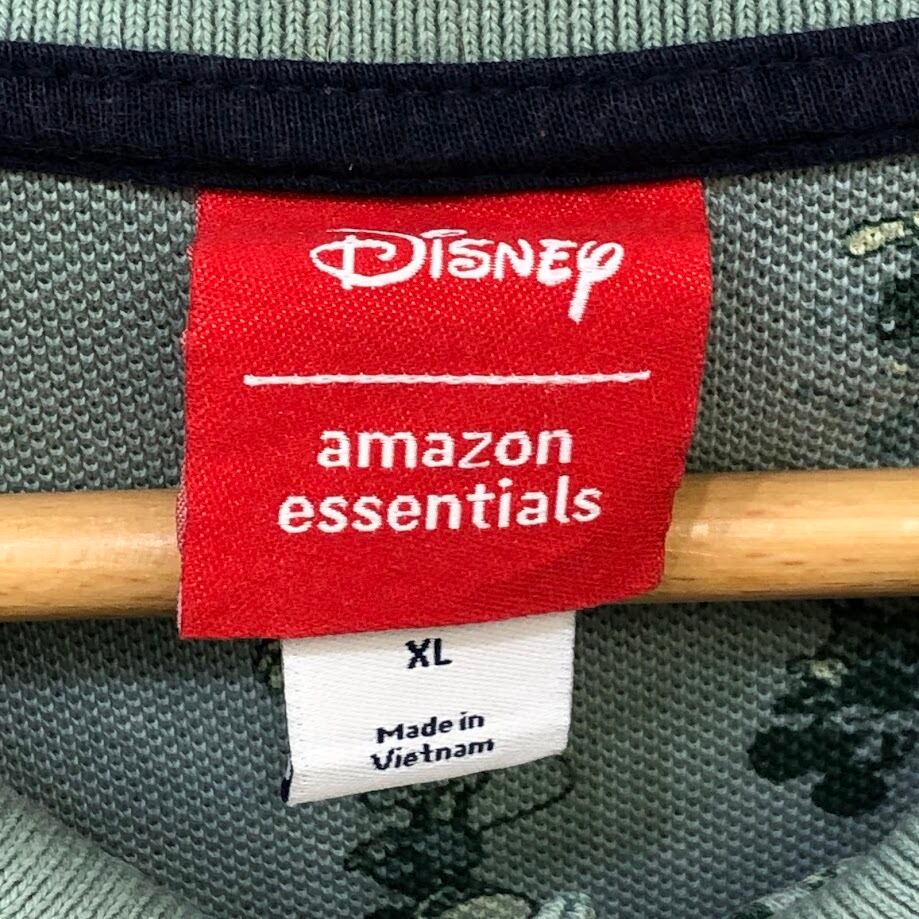 Disney
amazon
essentials
XL
Made in
Vietnam